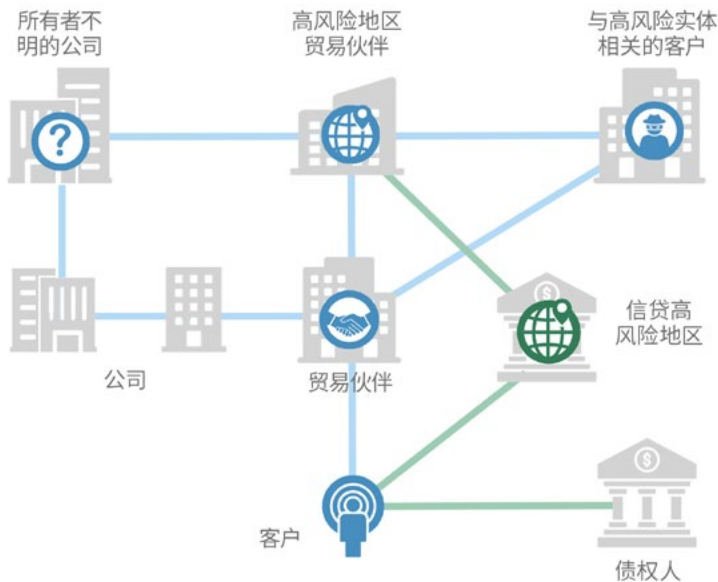 所有者不
明的公司
高风险地区
贸易伙伴
与高风险实体
相关的客户
?
$
信贷高
风险地区
公司
贸易伙伴
$
客户
债权人